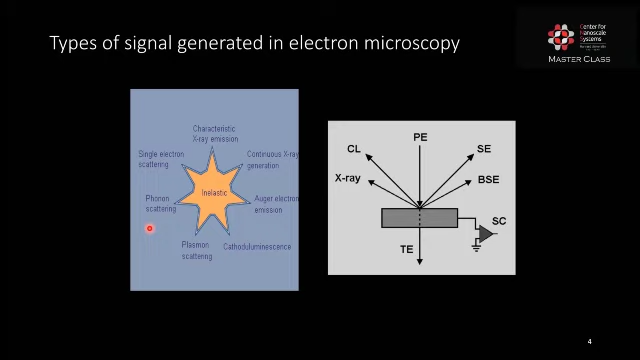 Types of signal generated in electron microscopy
Center for
Nanoscale
Systems
MASTER CLASS
Characteristic
X-ray emission
Single electron
scattering
Continuous X-ray
generation
Inelastic
Phonon
scattering
Auger electron
emission
Plasmon
scattering
Cathoduluminescence
PE
CL
SE
X-ray
BSE
SC
TE
4